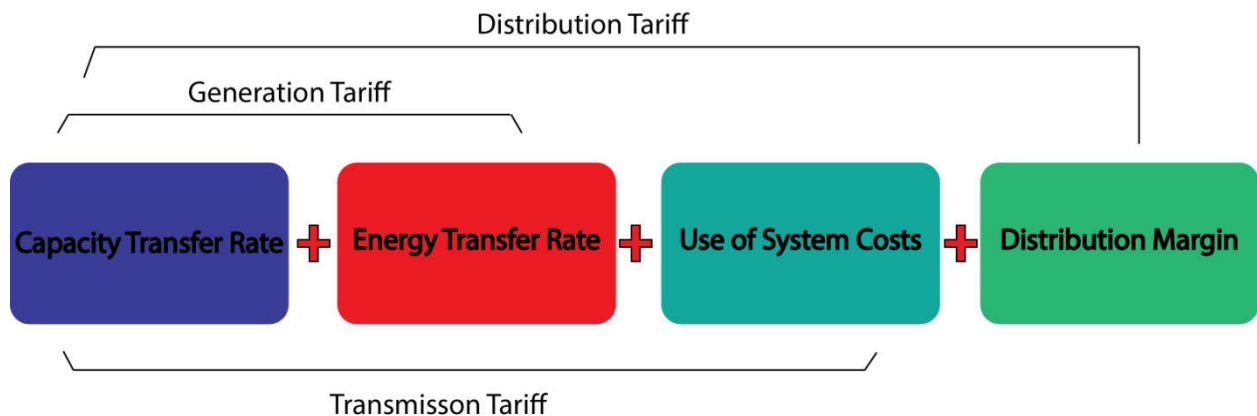 Distribution Tariff
Generation Tariff
Capacity Transfer Rate + Energy Transfer Rate + Use of System Costs + Distribution Margin
Transmisson Tariff